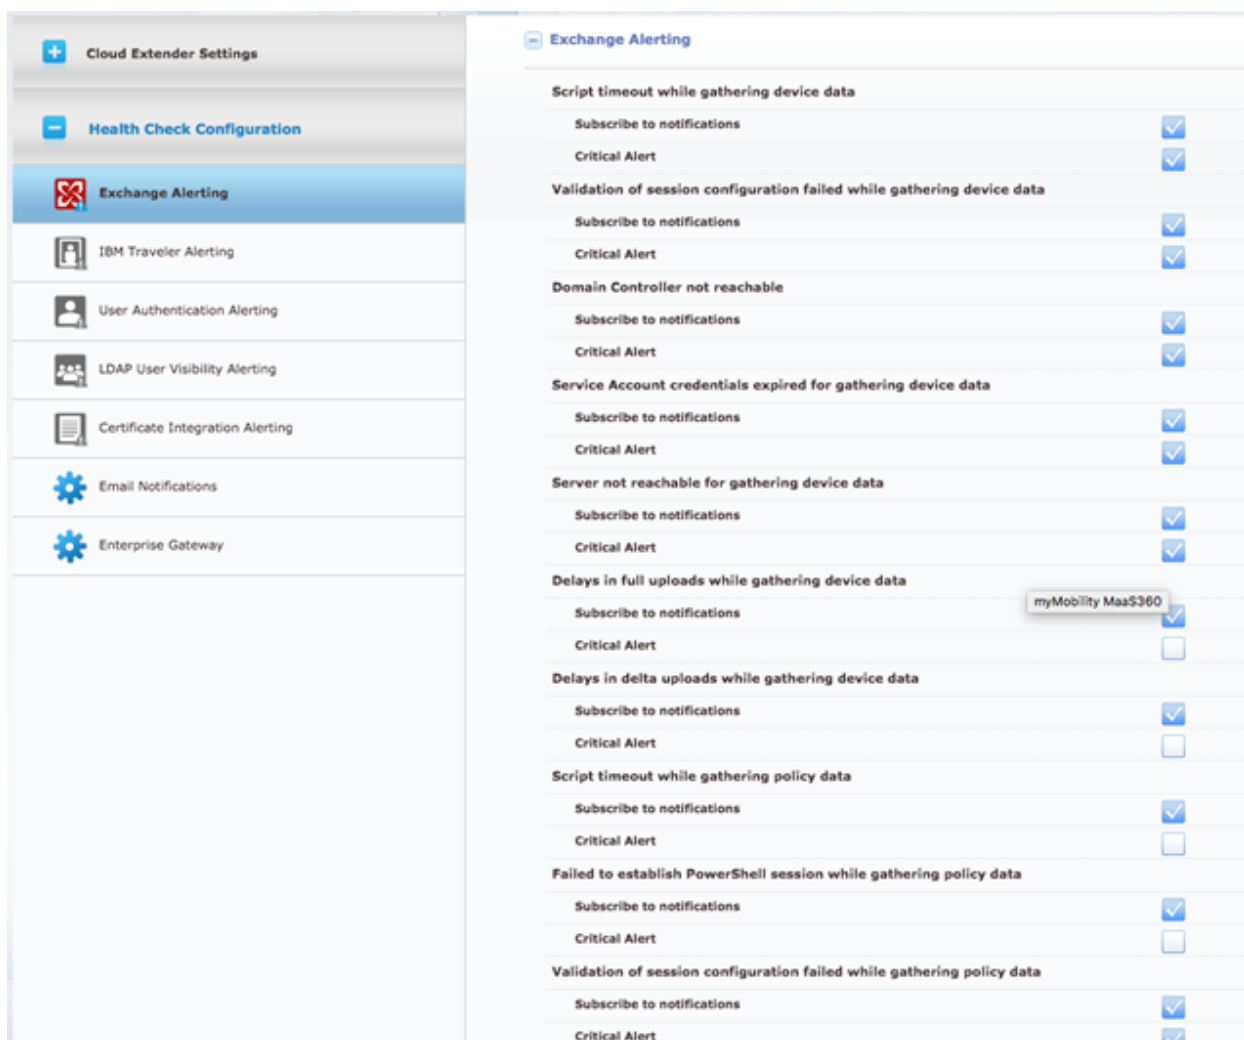 Cloud Extender Settings
Health Check Configuration
Exchange Alerting
IBM Traveler Alerting
User Authentication Alerting
LDAP User Visibility Alerting
Certificate Integration Alerting
Email Notifications
Enterprise Gateway
Exchange Alerting
Script timeout while gathering device data
Subscribe to notifications
Critical Alert
Validation of session configuration failed while gathering device data
Subscribe to notifications
Critical Alert
Domain Controller not reachable
Subscribe to notifications
Critical Alert
Service Account credentials expired for gathering device data
Subscribe to notifications
Critical Alert
Server not reachable for gathering device data
Subscribe to notifications
Critical Alert
Delays in full uploads while gathering device data
myMobility MaaS360
Subscribe to notifications
Critical Alert
Delays in delta uploads while gathering device data
Subscribe to notifications
Critical Alert
Script timeout while gathering policy data
Subscribe to notifications
Critical Alert
Failed to establish PowerShell session while gathering policy data
Subscribe to notifications
Critical Alert
Validation of session configuration failed while gathering policy data
Subscribe to notifications
Critical Alert